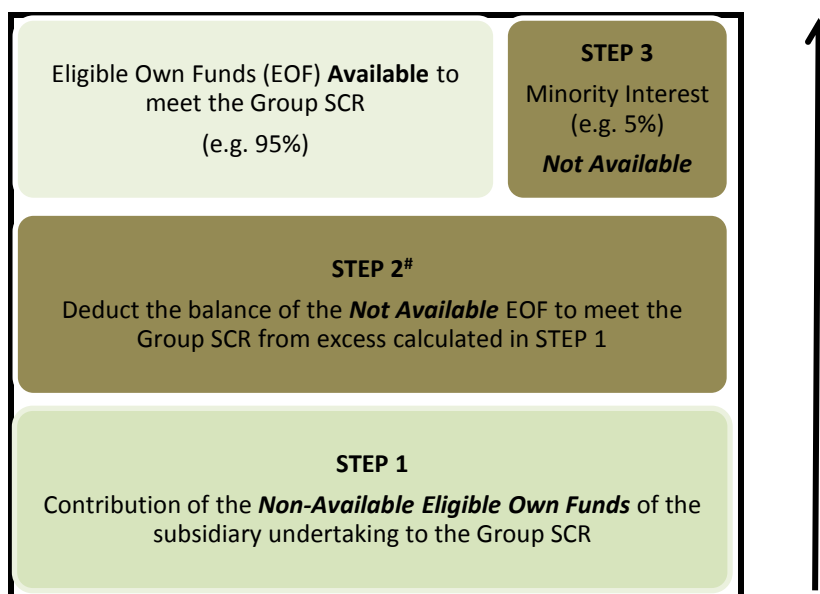 Eligible Own Funds (EOF) Available to
meet the Group SCR
(e.g. 95%)
STEP 3
Minority Interest
(e.g. 5%)
Not Available
STEP 2#
Deduct the balance of the Not Available EOF to meet the
Group SCR from excess calculated in STEP 1
STEP 1
Contribution of the Non-Available Eligible Own Funds of the
subsidiary undertaking to the Group SCR